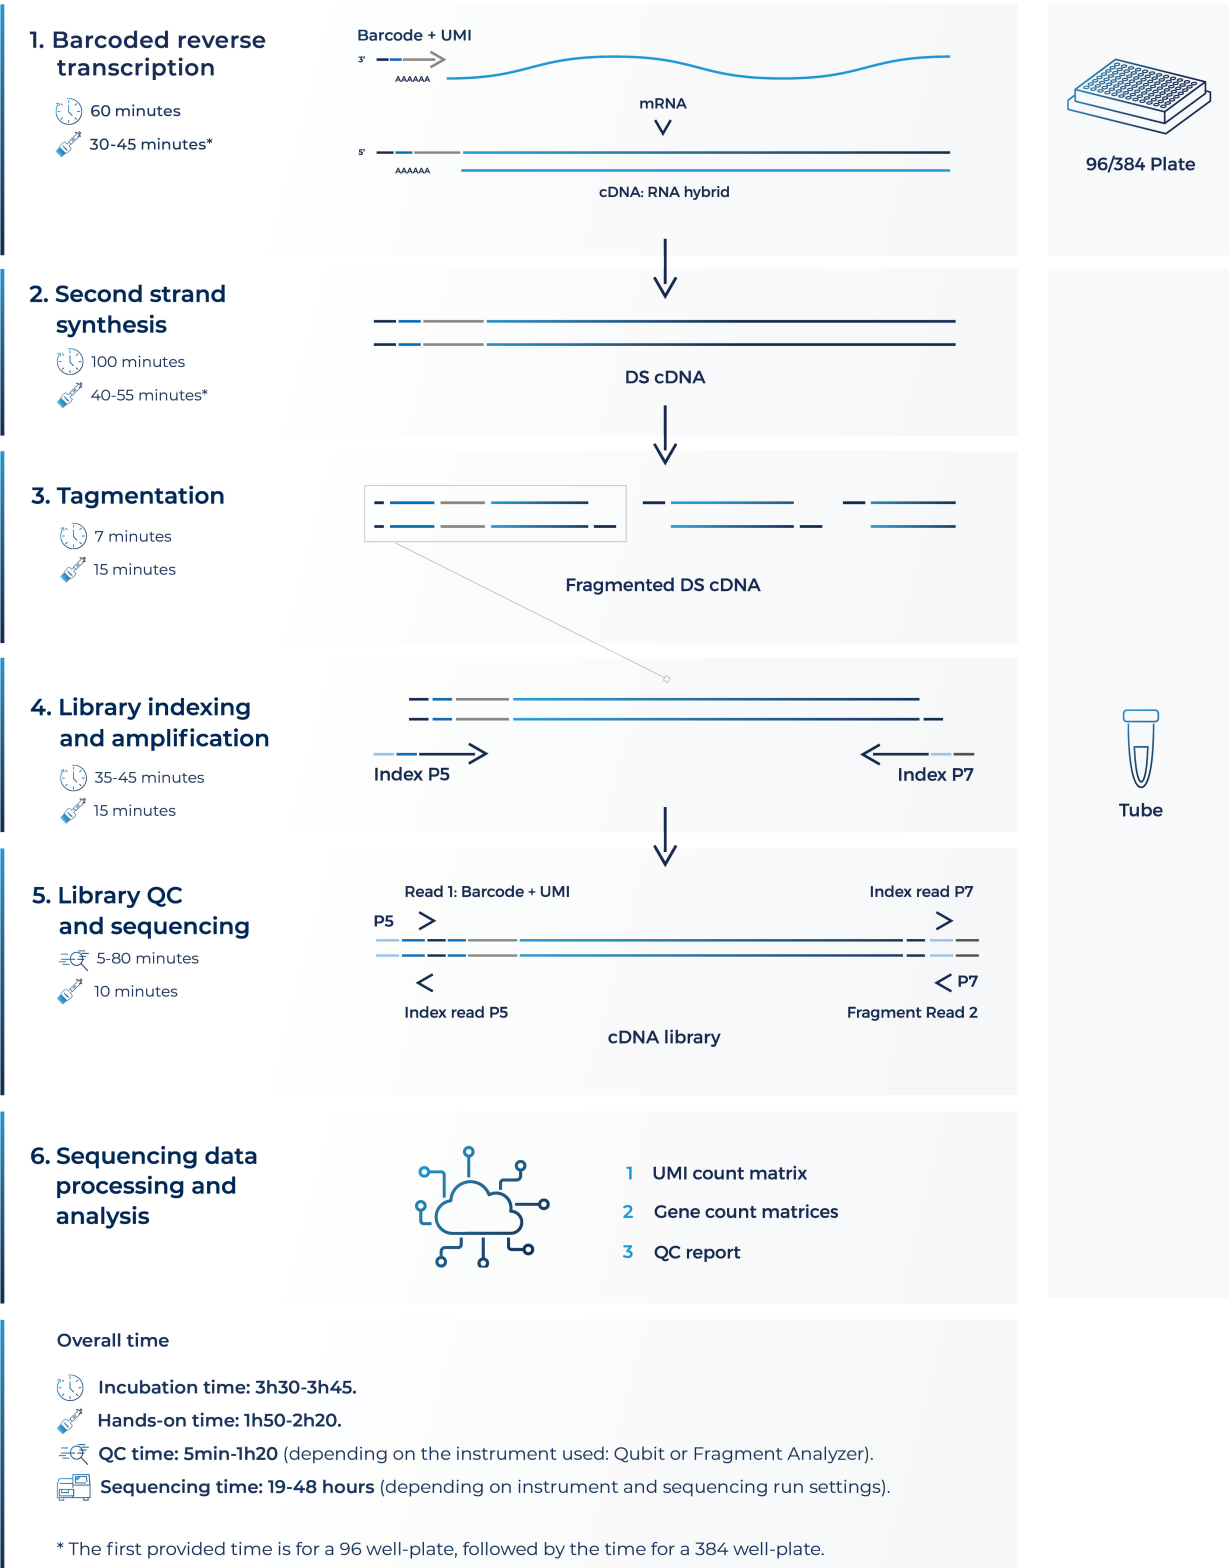 1. Barcoded reverse
transcription
60 minutes
30-45 minutes*
Barcode + UMI
3'
AAAAAA
mRNA
5'
AAAAAA
cDNA: RNA hybrid
96/384 Plate
2. Second strand
synthesis
100 minutes
40-55 minutes*
DS cDNA
3. Tagmentation
7 minutes
15 minutes
Fragmented DS cDNA
4. Library indexing
and amplification
35-45 minutes
15 minutes
Index P5
Index P7
Tube
5. Library QC
and sequencing
5-80 minutes
10 minutes
Read 1: Barcode + UMI
Index read P7
P5
P7
Index read P5
Fragment Read 2
cDNA library
6. Sequencing data
processing and
analysis
1 UMI count matrix
2 Gene count matrices
3 QC report
Overall time
Incubation time: 3h30-3h45.
Hands-on time: 1h50-2h20.
QC time: 5min-1h20 (depending on the instrument used: Qubit or Fragment Analyzer).
Sequencing time: 19-48 hours (depending on instrument and sequencing run settings).
* The first provided time is for a 96 well-plate, followed by the time for a 384 well-plate.